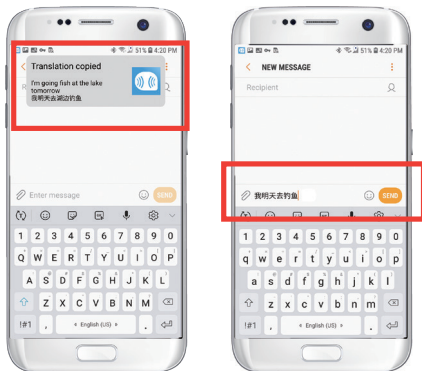 51% 4:20 PM
Translation copied
I'm going fish at the lake
tomorrow
我明天去湖边钓鱼
R
Enter message
SEND
1 2 3 4 5 6 7 8 9 0
Q W E R T Y U I O P
A S D F G H J K L
Z X C V B N M
!#1 , English (US) .
51% 4:20 PM
NEW MESSAGE
Recipient
我明天去钓鱼
SEND
1 2 3 4 5 6 7 8 9 0
q w e r t y u i o p
a s d f g h j k l
z x c v b n m
!#1 , English (US) .